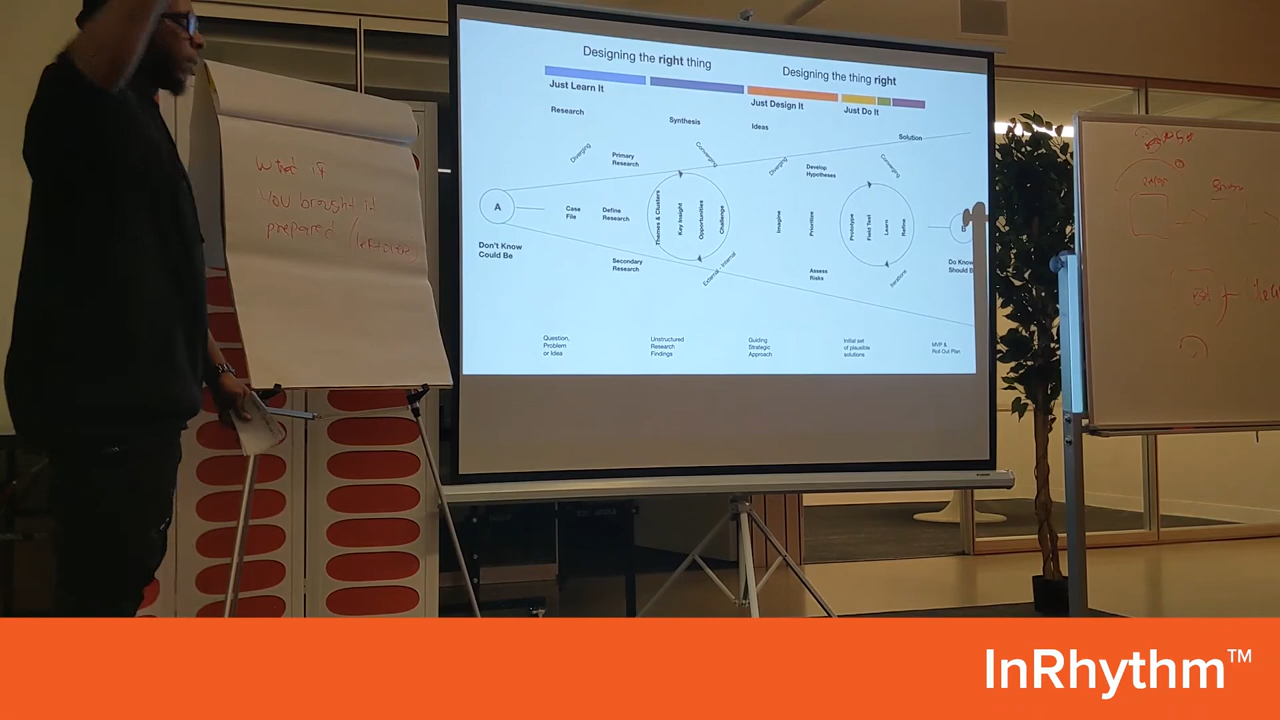 What if
you brought it
prepared /leftovers
Designing the right thing
Designing the thing right
Just Learn It
Just Design It
Just Do It
Research
Synthesis
Ideas
Solution
Diverging
Primary
Research
Converging
Diverging
Develop
Hypotheses
Converging
A
Case
File
Define
Research
Themes & Clusters
Key Insight
Opportunities
Challenge
Imagine
Prioritize
Prototype
Field Test
Learn
Refine
B
Don't Know
Could Be
Do Know
Should B
Secondary
Research
External - Internal
Assess
Risks
Iterations
Question,
Problem
or Idea
Unstructured
Research
Findings
Guiding
Strategic
Approach
Initial set
of plausible
solutions
MVP &
Roll Out Plan
InRhythm™